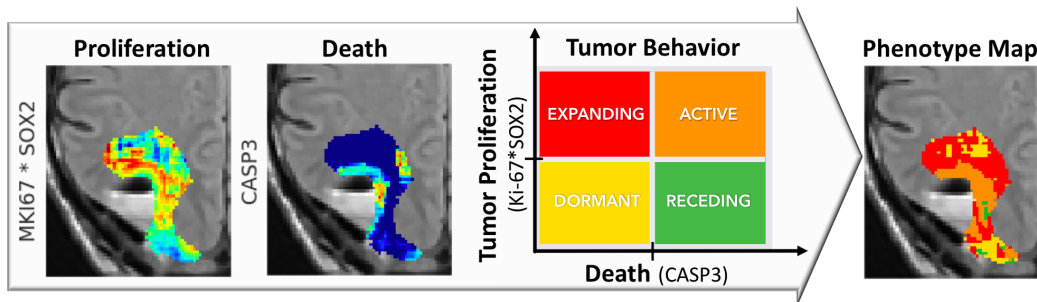 Proliferation
MKI67 * SOX2
Death
CASP3
Tumor Behavior
Tumor Proliferation
(Ki-67*SOX2)
EXPANDING
ACTIVE
DORMANT
RECEDING
Death (CASP3)
Phenotype Map